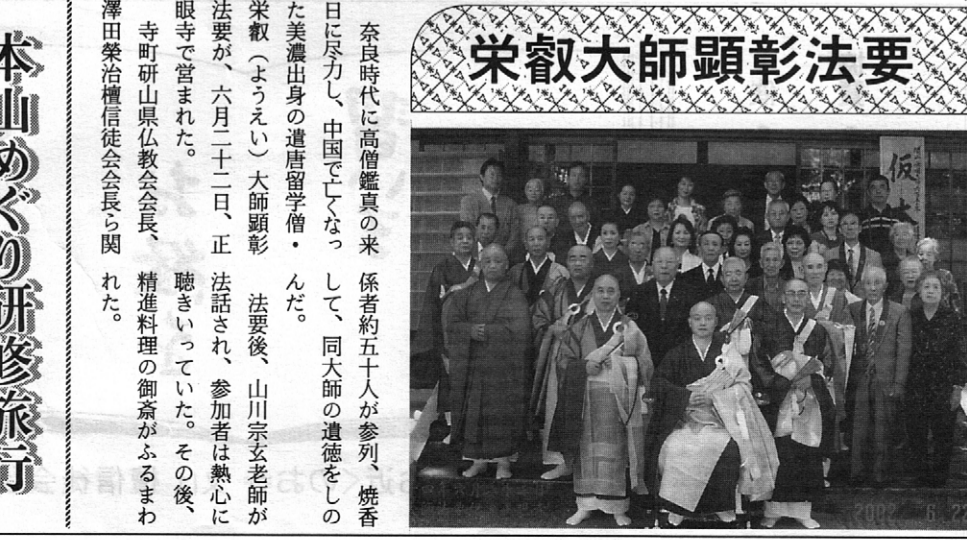 栄叡大師顕彰法要
奈良時代に高僧鑑真の来
日に尽力し、中国で亡くなっ
た美濃出身の遣唐留学僧・
栄叡（ようえい）大師顕彰
法要が、六月二十二日、正
眼寺で営まれた。
寺町研山県仏教会会長、
澤田榮治檀信徒会会長ら関
係者約五十人が参列、焼香
して、同大師の遺徳をしの
んだ。
法要後、山川宗玄老師が
法話され、参加者は熱心に
聴きいっていた。その後、
精進料理の御斎がふるまわ
れた。
本山めぐり研修旅行
仮
2002 6 22